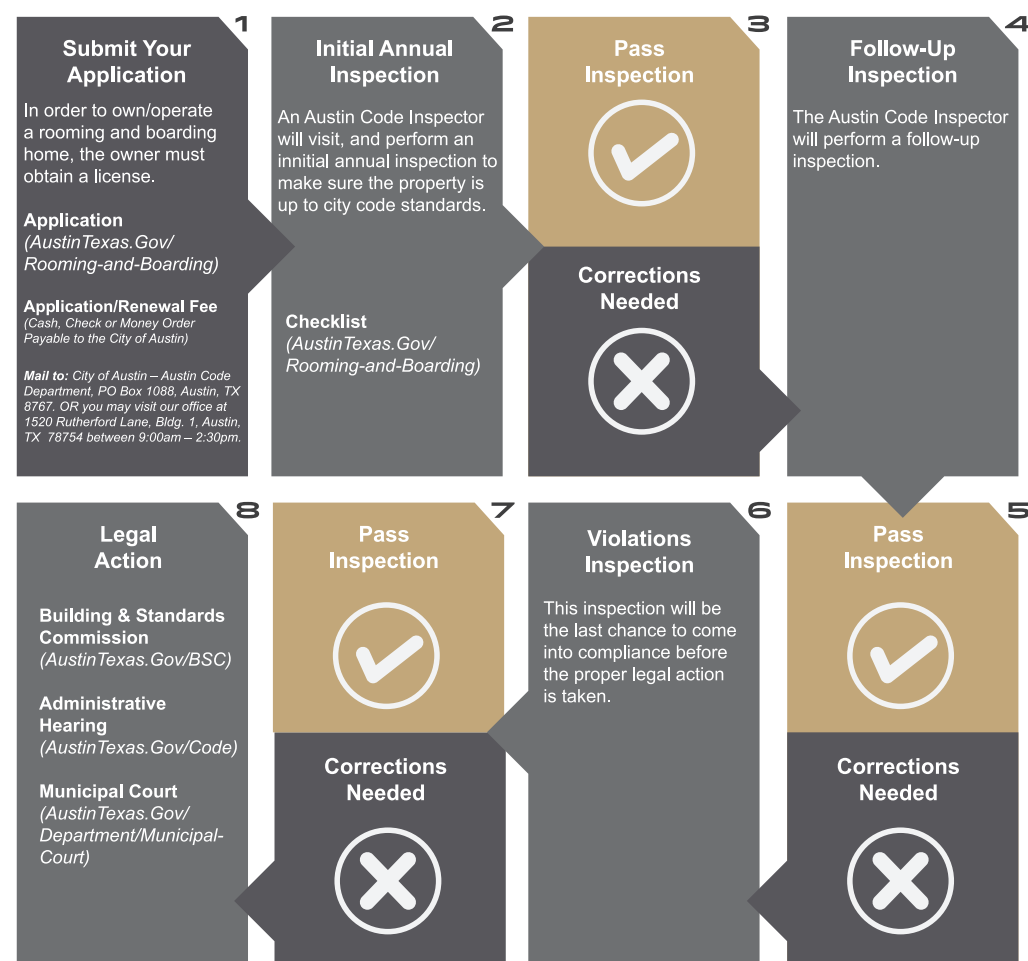 1
Submit Your
Application
In order to own/operate
a rooming and boarding
home, the owner must
obtain a license.
Application
(AustinTexas.Gov/
Rooming-and-Boarding)
Application/Renewal Fee
(Cash, Check or Money Order
Payable to the City of Austin)
Mail to: City of Austin – Austin Code
Department, PO Box 1088, Austin, TX
8767. OR you may visit our office at
1520 Rutherford Lane, Bldg. 1, Austin,
TX 78754 between 9:00am – 2:30pm.
2
Initial Annual
Inspection
An Austin Code Inspector
will visit, and perform an
innitial annual inspection to
make sure the property is
up to city code standards.
Checklist
(AustinTexas.Gov/
Rooming-and-Boarding)
3
Pass
Inspection
Corrections
Needed
4
Follow-Up
Inspection
The Austin Code Inspector
will perform a follow-up
inspection.
5
Pass
Inspection
Corrections
Needed
6
Violations
Inspection
This inspection will be
the last chance to come
into compliance before
the proper legal action
is taken.
7
Pass
Inspection
Corrections
Needed
8
Legal
Action
Building & Standards
Commission
(AustinTexas.Gov/BSC)
Administrative
Hearing
(AustinTexas.Gov/Code)
Municipal Court
(AustinTexas.Gov/
Department/Municipal-
Court)